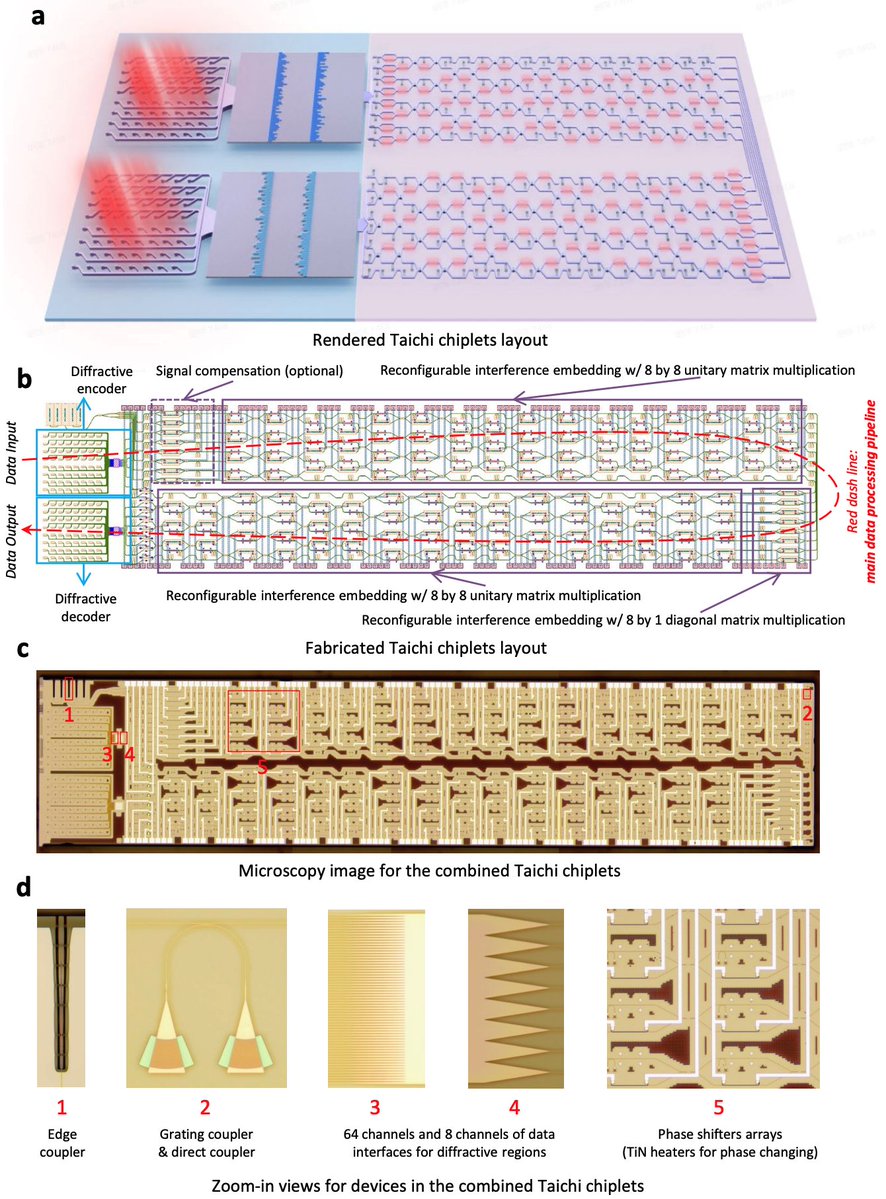 a
Rendered Taichi chiplets layout
b
Diffractive
encoder
Signal compensation (optional)
Reconfigurable interference embedding w/ 8 by 8 unitary matrix multiplication
Data Input
Data Output
Red dash line:
main data processing pipeline
Diffractive
decoder
Reconfigurable interference embedding w/ 8 by 8 unitary matrix multiplication
Reconfigurable interference embedding w/ 8 by 1 diagonal matrix multiplication
Fabricated Taichi chiplets layout
c
1
2
3
4
5
Microscopy image for the combined Taichi chiplets
d
1
2
3
4
5
Edge
coupler
Grating coupler
& direct coupler
64 channels and 8 channels of data
interfaces for diffractive regions
Phase shifters arrays
(TiN heaters for phase changing)
Zoom-in views for devices in the combined Taichi chiplets